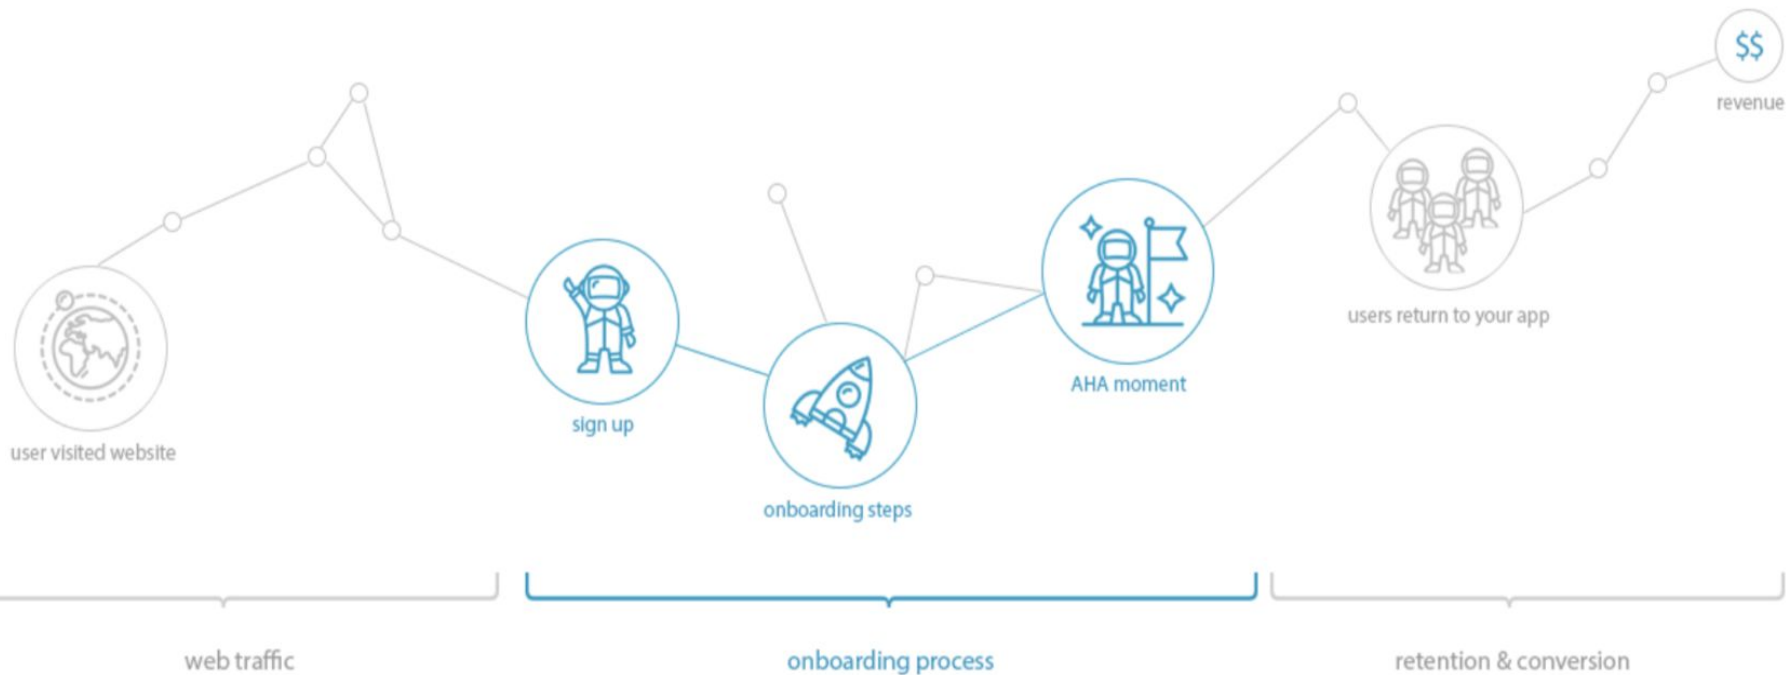 $$
revenue
users return to your app
AHA moment
sign up
user visited website
onboarding steps
web traffic
onboarding process
retention & conversion